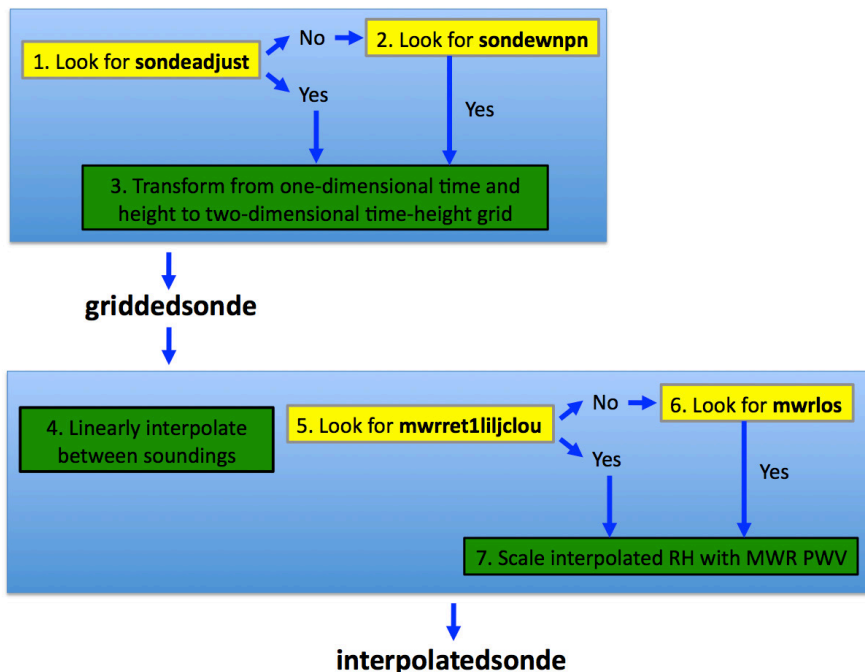 1. Look for sondeadjust
No
2. Look for sondewnpn
Yes
Yes
3. Transform from one-dimensional time and
height to two-dimensional time-height grid
griddedsonde
4. Linearly interpolate
between soundings
5. Look for mwrret1liljclou
No
6. Look for mwrlos
Yes
Yes
7. Scale interpolated RH with MWR PWV
interpolatedsonde